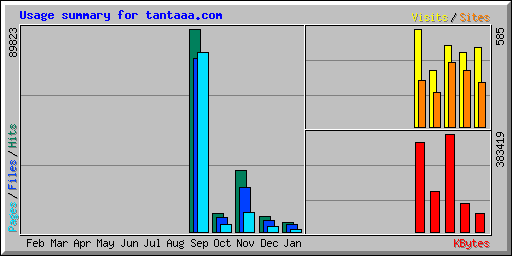 Usage summary for tantaaa.com
Visits / Sites
89823
585
Pages / Files / Hits
383419
Feb Mar Apr May Jun Jul Aug Sep Oct Nov Dec Jan
KBytes